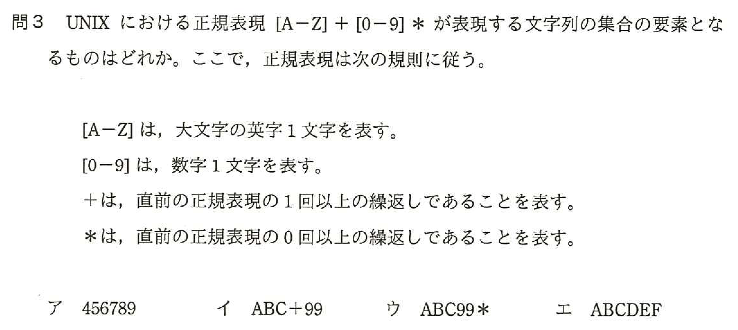 問3 UNIX における正規表現 [A−Z]+[0−9]* が表現する文字列の集合の要素とな
るものはどれか。ここで，正規表現は次の規則に従う。
[A−Z] は，大文字の英字1文字を表す。
[0−9] は，数字1文字を表す。
+は，直前の正規表現の1回以上の繰返しであることを表す。
*は，直前の正規表現の0回以上の繰返しであることを表す。
ア 456789 イ ABC+99 ウ ABC99* エ ABCDEF